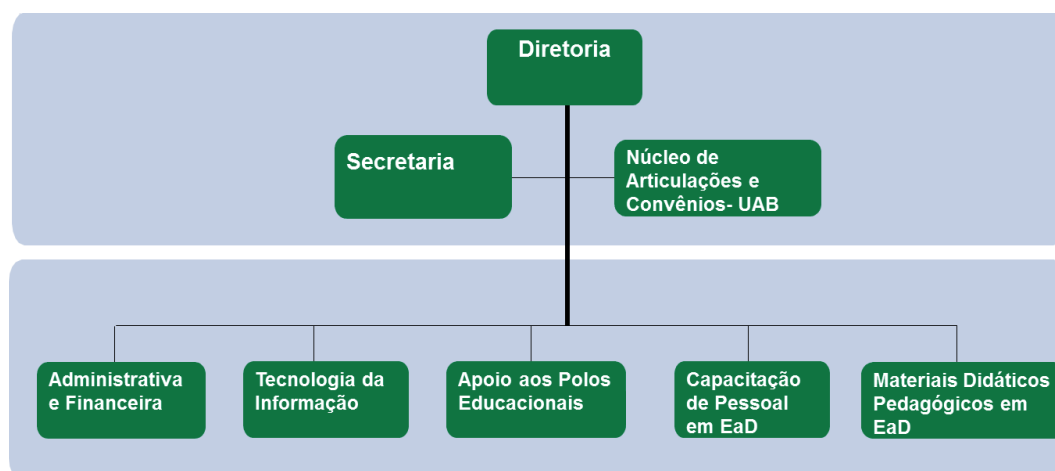 Diretoria
Secretaria
Núcleo de
Articulações e
Convênios- UAB
Administrativa
e Financeira
Tecnologia da
Informação
Apoio aos Polos
Educacionais
Capacitação
de Pessoal
em EaD
Materiais Didáticos
Pedagógicos em
EaD